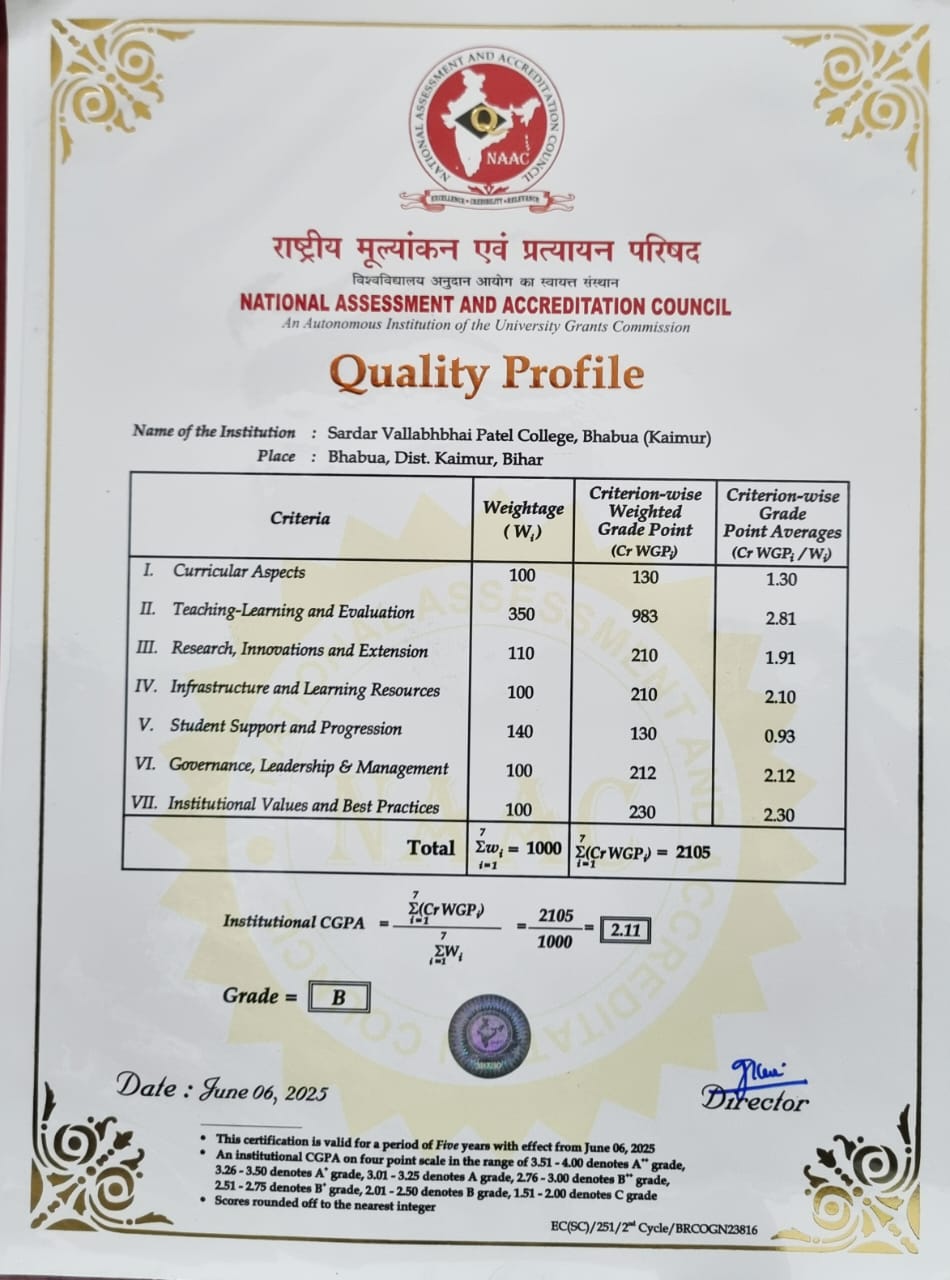 NATIONAL ASSESSMENT AND ACCREDITATION COUNCIL
Q
NAAC
EXCELLENCE • CREDIBILITY • RELEVANCE
राष्ट्रीय मूल्यांकन एवं प्रत्यायन परिषद
विश्वविद्यालय अनुदान आयोग का स्वायत्त संस्थान
NATIONAL ASSESSMENT AND ACCREDITATION COUNCIL
An Autonomous Institution of the University Grants Commission
Quality Profile
Name of the Institution : Sardar Vallabhbhai Patel College, Bhabua (Kaimur)
Place : Bhabua, Dist. Kaimur, Bihar
Criteria Weightage (Wi) Criterion-wise Weighted Grade Point (Cr WGPi) Criterion-wise Grade Point Averages (Cr WGPi / Wi)
I. Curricular Aspects 100 130 1.30
II. Teaching-Learning and Evaluation 350 983 2.81
III. Research, Innovations and Extension 110 210 1.91
IV. Infrastructure and Learning Resources 100 210 2.10
V. Student Support and Progression 140 130 0.93
VI. Governance, Leadership & Management 100 212 2.12
VII. Institutional Values and Best Practices 100 230 2.30
Total 7 Σwi = 1000 i=1 7 Σ(Cr WGPi) = 2105 i=1
Institutional CGPA = 7 Σ(Cr WGPi) i=1 / 7 ΣWi i=1 = 2105 / 1000 = 2.11
Grade = B
Date : June 06, 2025
Director
• This certification is valid for a period of Five years with effect from June 06, 2025
• An institutional CGPA on four point scale in the range of 3.51 - 4.00 denotes A++ grade,
3.26 - 3.50 denotes A+ grade, 3.01 - 3.25 denotes A grade, 2.76 - 3.00 denotes B++ grade,
2.51 - 2.75 denotes B+ grade, 2.01 - 2.50 denotes B grade, 1.51 - 2.00 denotes C grade
• Scores rounded off to the nearest integer
EC(SC)/251/2nd Cycle/BRCOGN23816